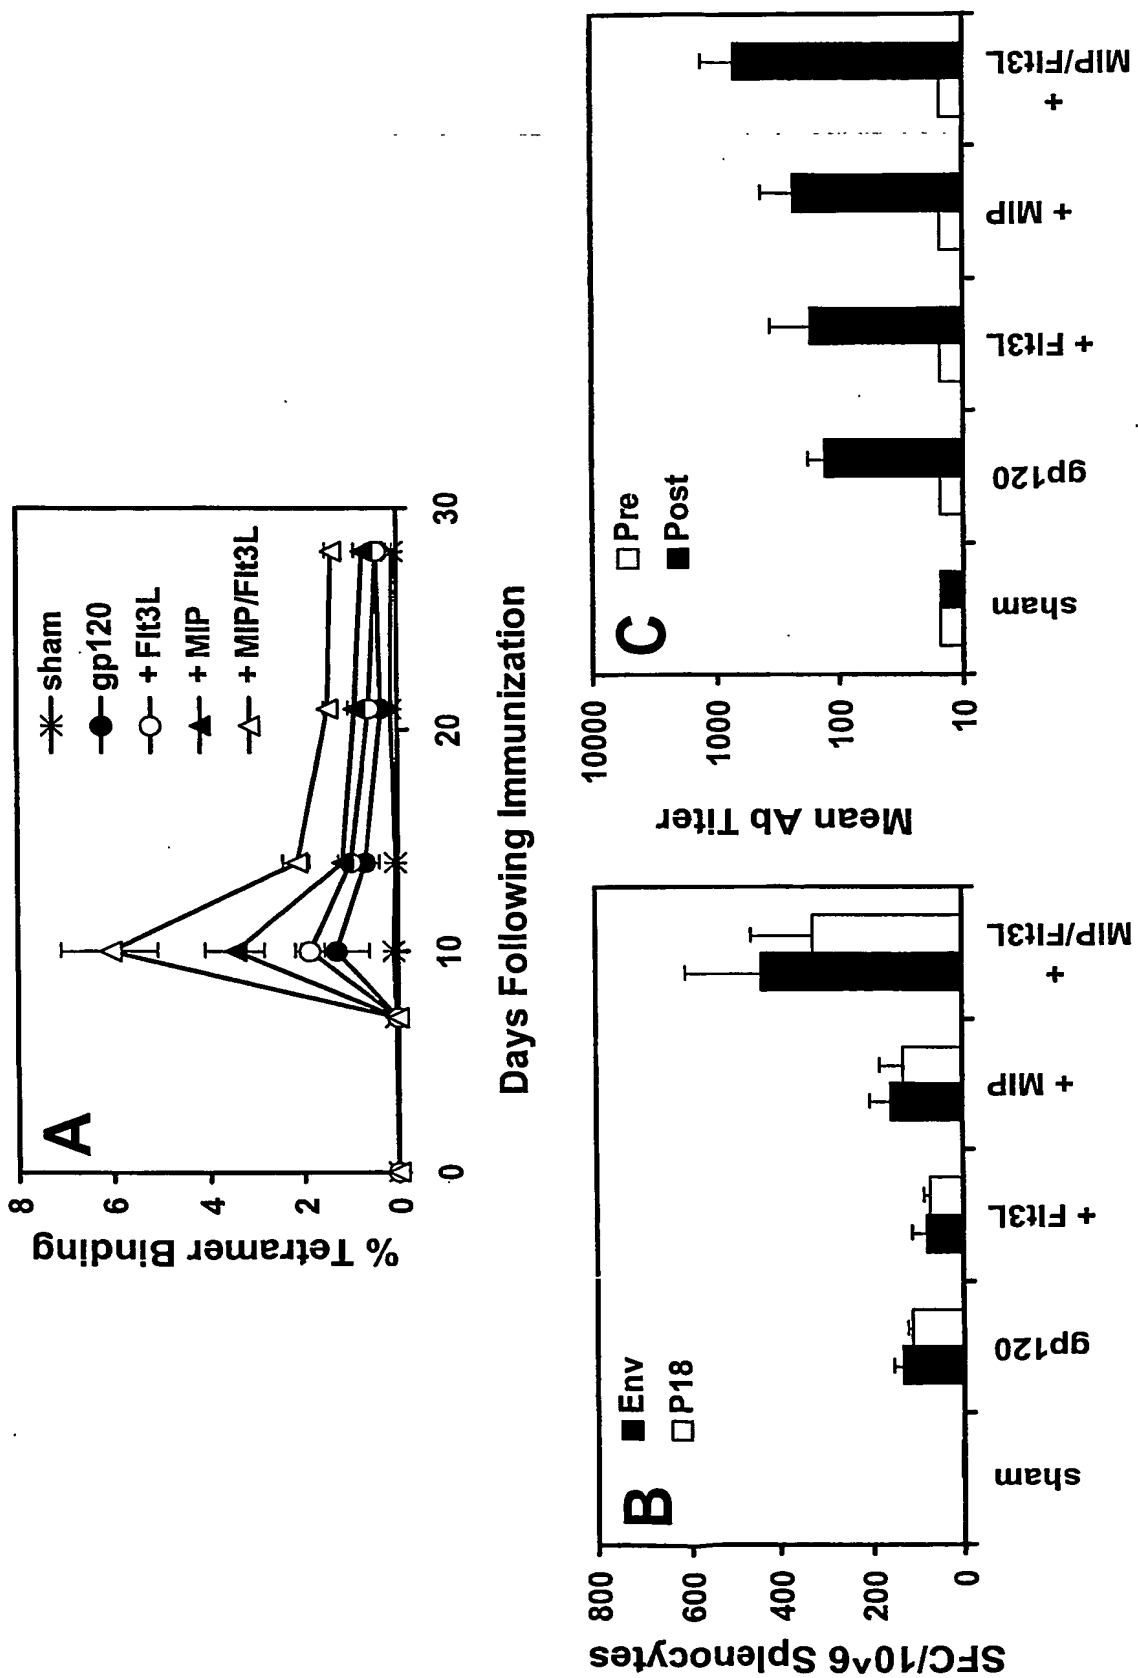 A
% Tetramer Binding
8
6
4
2
0
0
10
20
30
Days Following Immunization
sham
gp120
+ Flt3L
+ MIP
+ MIP/Flt3L
B
SFC/10^6 Splenocytes
800
600
400
200
0
Env
P18
sham
gp120
+ Flt3L
+ MIP
+
MIP/Flt3L
C
Mean Ab Titer
10000
1000
100
10
Pre
Post
sham
gp120
+ Flt3L
+ MIP
+
MIP/Flt3L